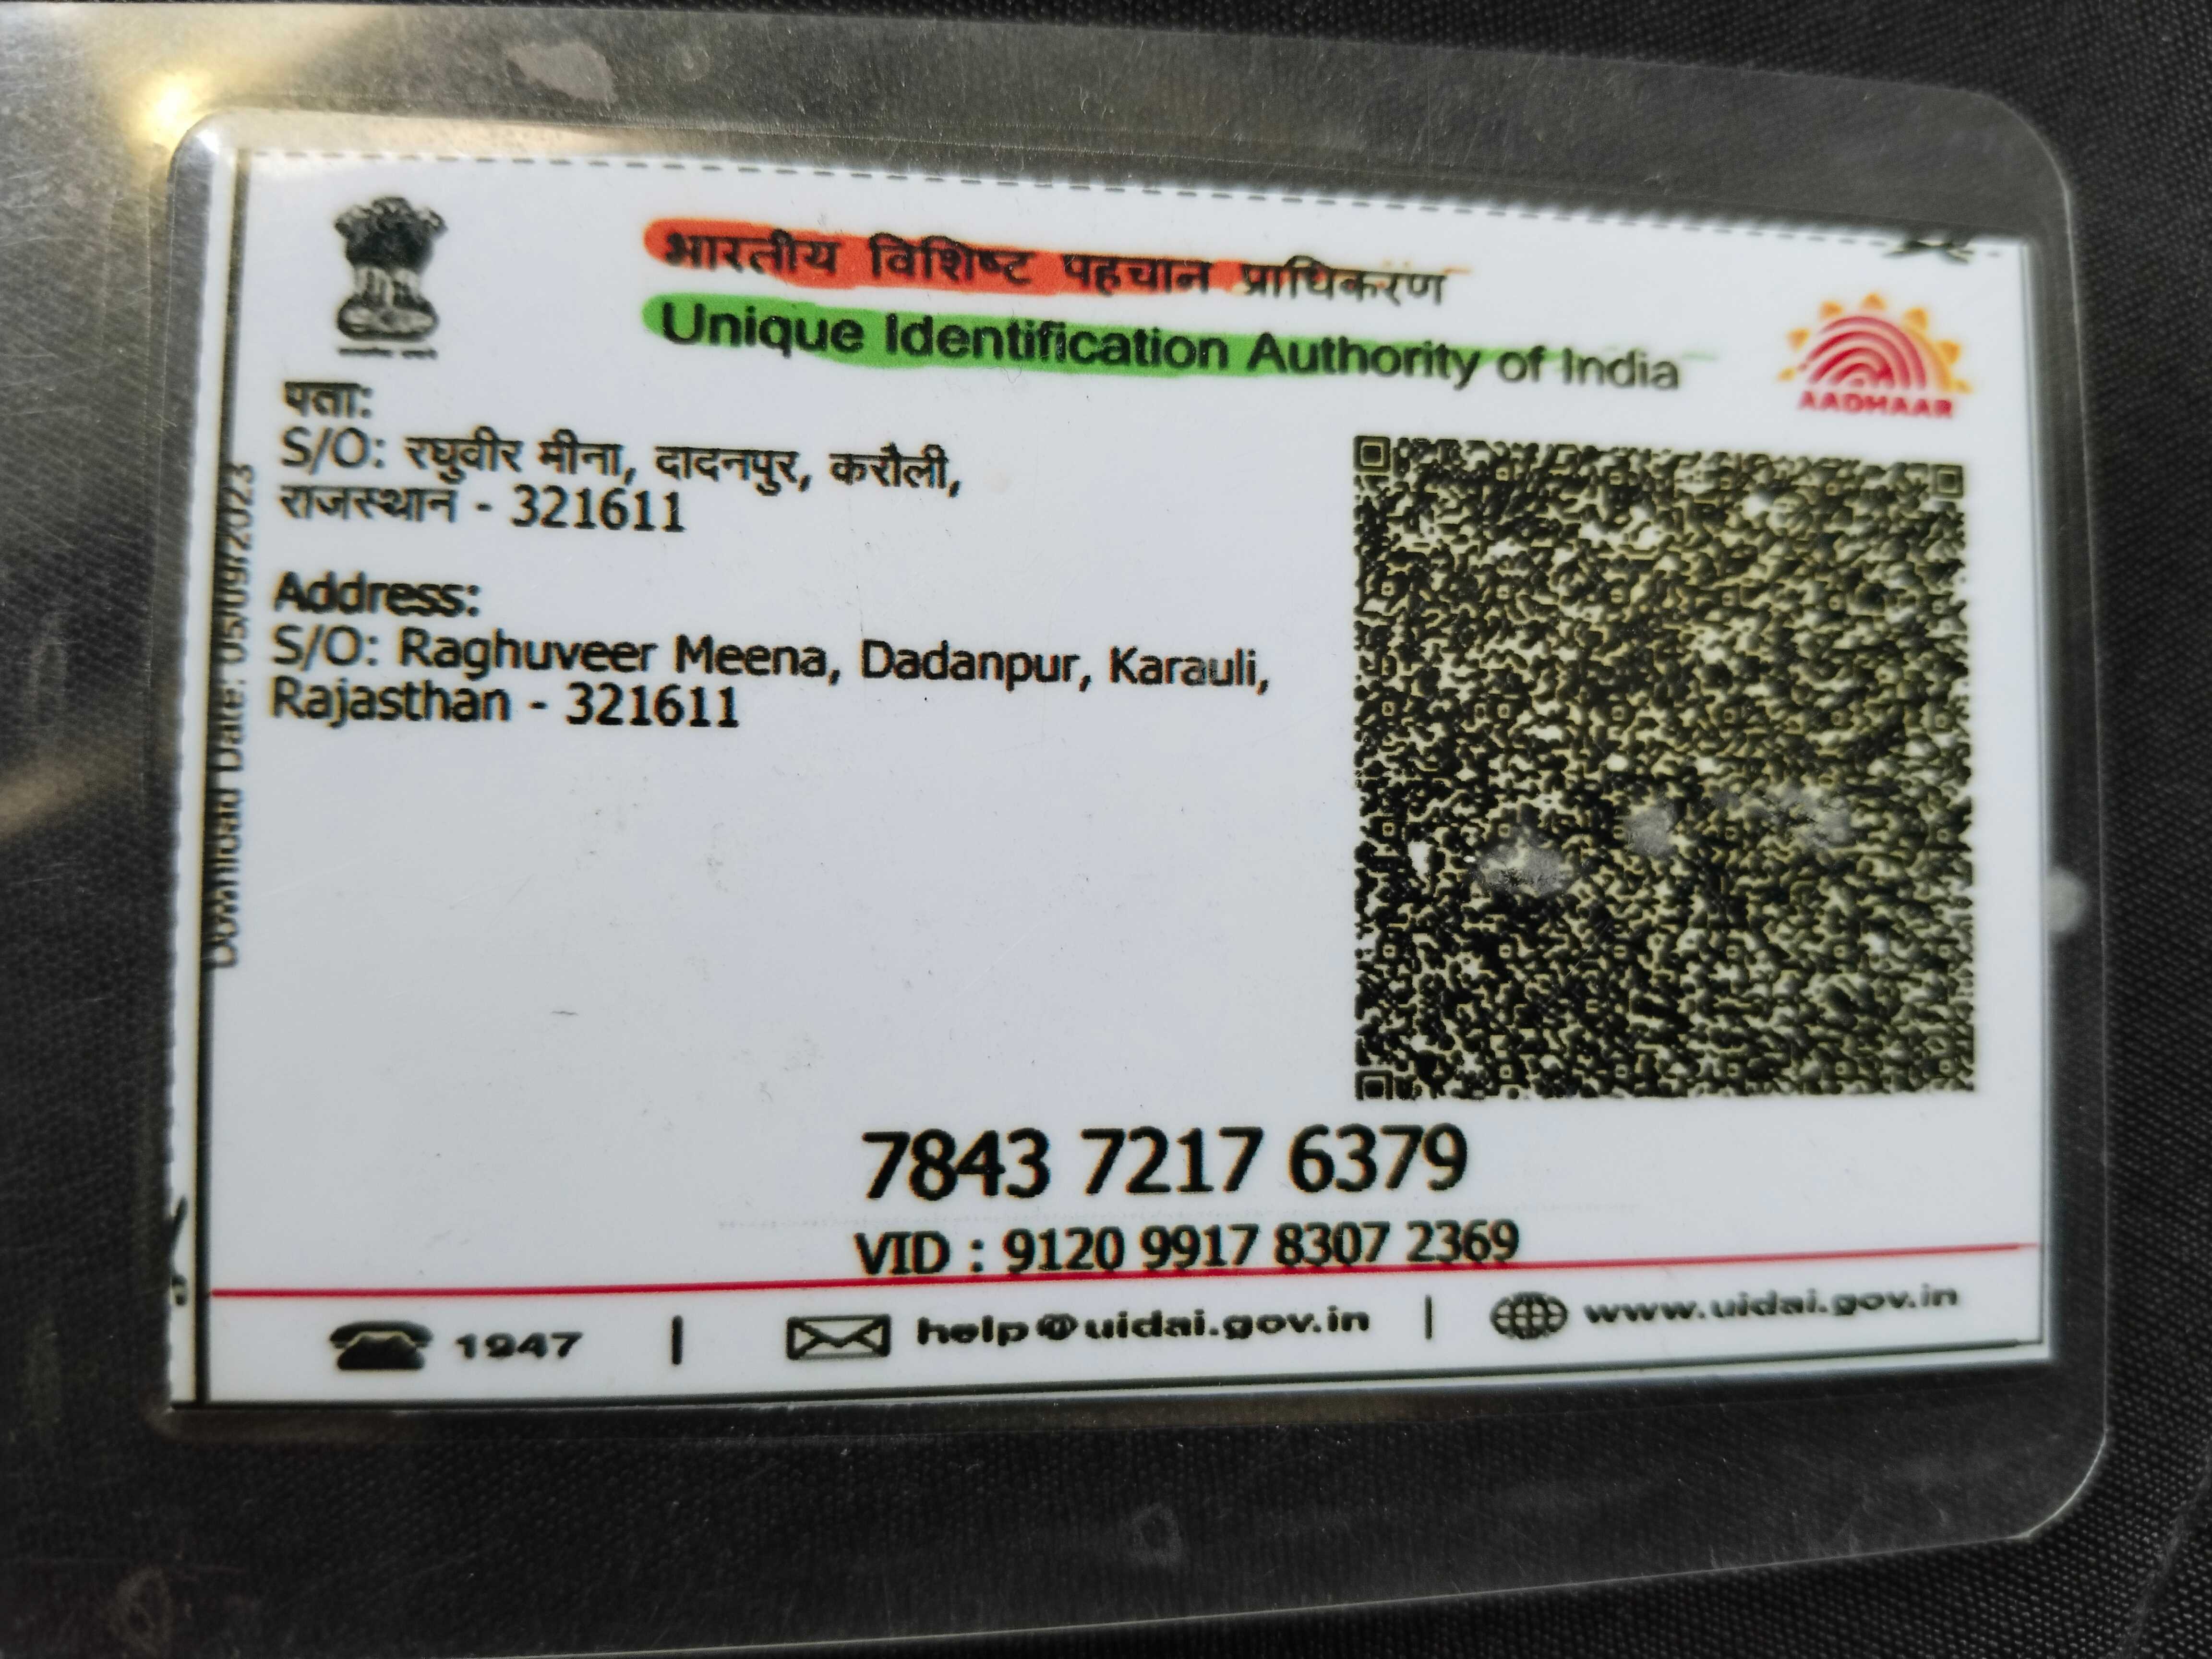 भारतीय विशिष्ट पहचान प्राधिकरण
Unique Identification Authority of India
AADHAAR
पता:
S/O: रघुवीर मीना, दादनपुर, करौली,
राजस्थान - 321611
Address:
S/O: Raghuveer Meena, Dadanpur, Karauli,
Rajasthan - 321611
Download Date: 05/09/2023
7843 7217 6379
VID : 9120 9917 8307 2369
1947 | help@uidai.gov.in | www.uidai.gov.in